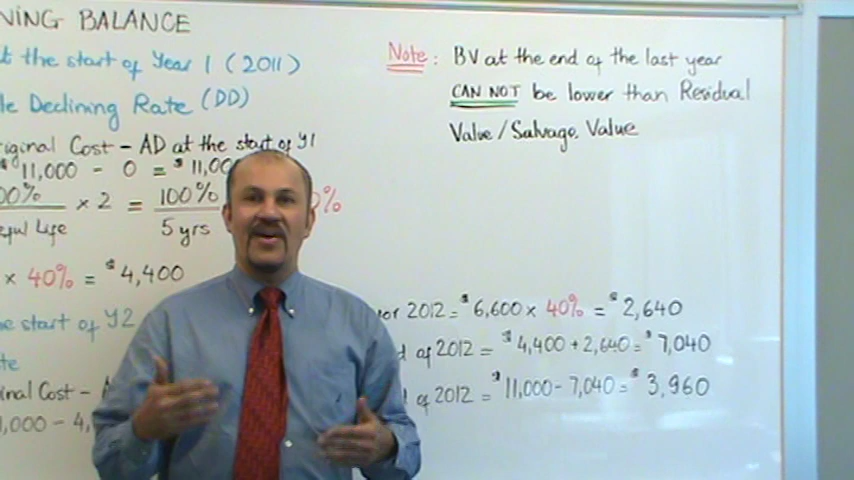 NING BALANCE
t the start of Year 1 (2011)
le Declining Rate (DD)
riginal Cost - AD at the start of Y1
$11,000 - 0 = $11,00
00% × 2 = 100% 0%
eful Life 5 yrs
× 40% = $4,400
e start of Y2
te
inal Cost -
1,000 - 4,
Note: BV at the end of the last year
CAN NOT be lower than Residual
Value/Salvage Value
or 2012 = $6,600 × 40% = $2,640
d of 2012 = $4,400 + 2,640 = $7,040
of 2012 = $11,000 - 7,040 = $3,960